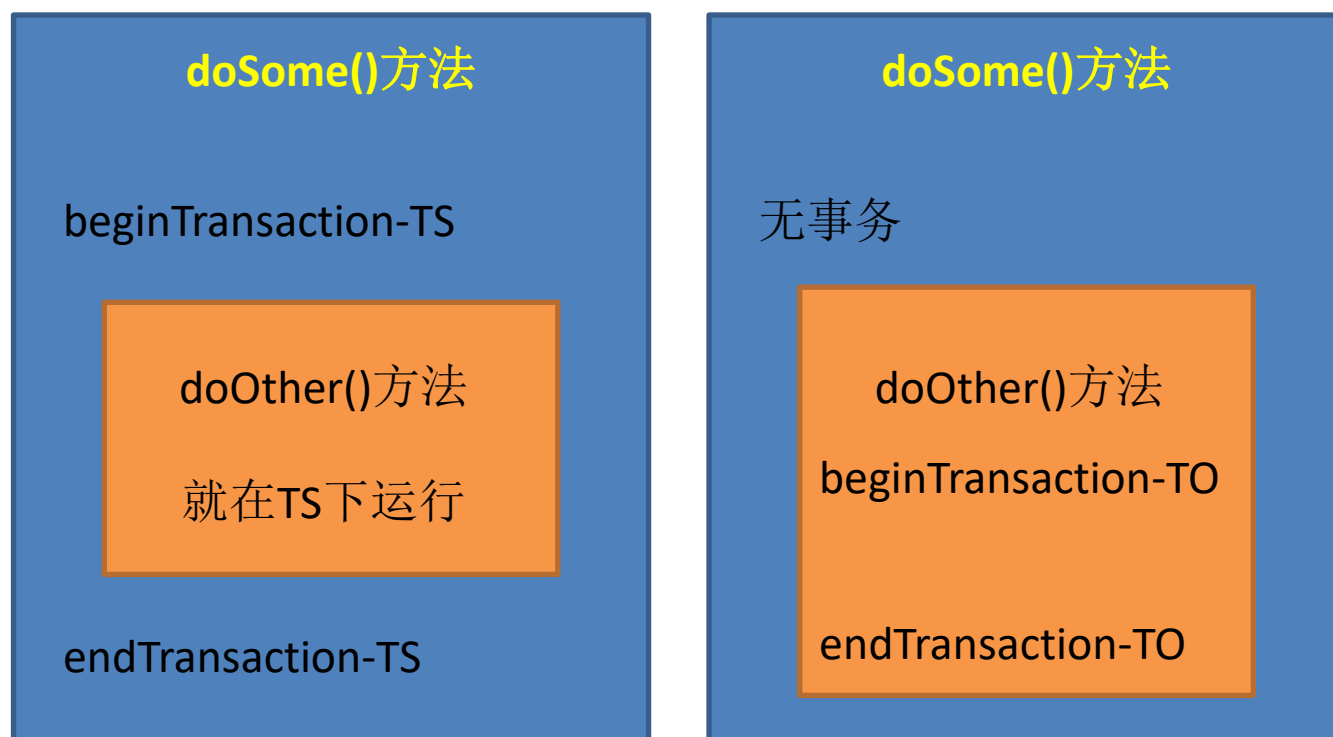 doSome()方法
beginTransaction-TS
doOther()方法
就在TS下运行
endTransaction-TS
doSome()方法
无事务
doOther()方法
beginTransaction-TO
endTransaction-TO